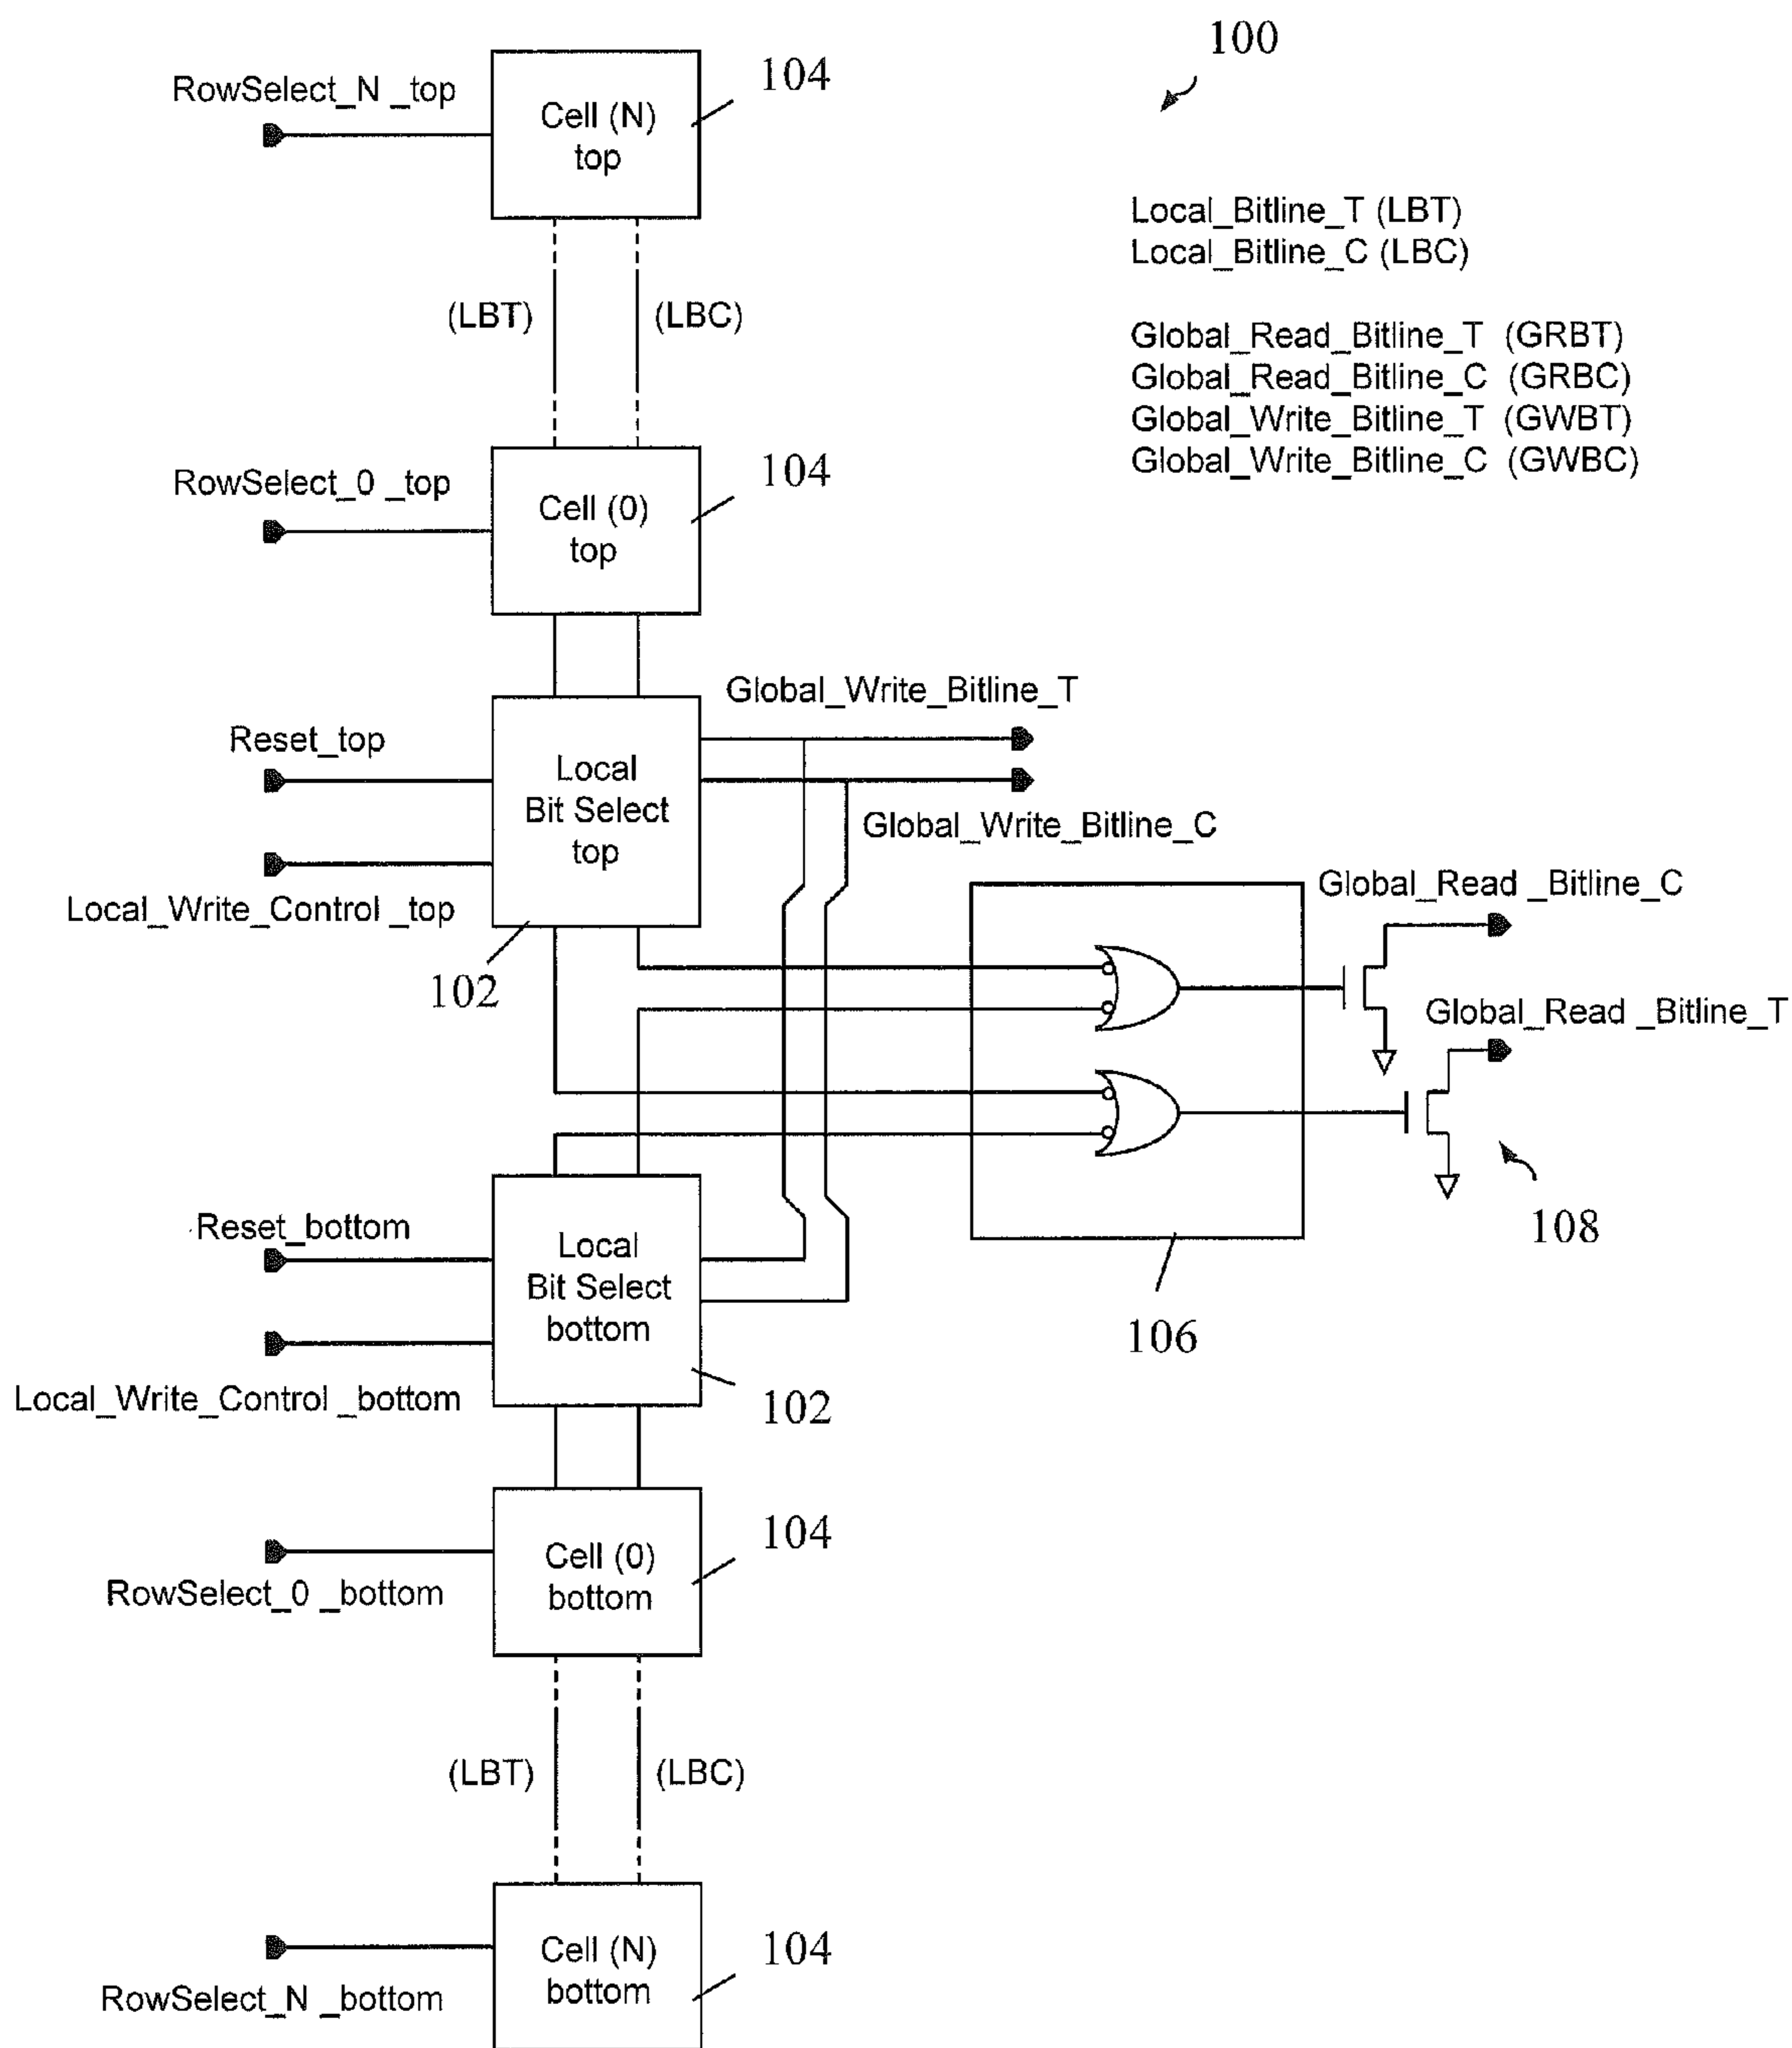 100
RowSelect_N _top
Cell (N)
top
104
Local_Bitline_T (LBT)
Local_Bitline_C (LBC)
(LBT)
(LBC)
Global_Read_Bitline_T (GRBT)
Global_Read_Bitline_C (GRBC)
Global_Write_Bitline_T (GWBT)
Global_Write_Bitline_C (GWBC)
RowSelect_0 _top
Cell (0)
top
104
Global_Write_Bitline_T
Reset_top
Local
Bit Select
top
Global_Write_Bitline_C
Local_Write_Control _top
102
Global_Read _Bitline_C
Global_Read _Bitline_T
Reset_bottom
Local
Bit Select
bottom
108
106
Local_Write_Control _bottom
102
Cell (0)
bottom
104
RowSelect_0 _bottom
(LBT)
(LBC)
Cell (N)
bottom
104
RowSelect_N _bottom